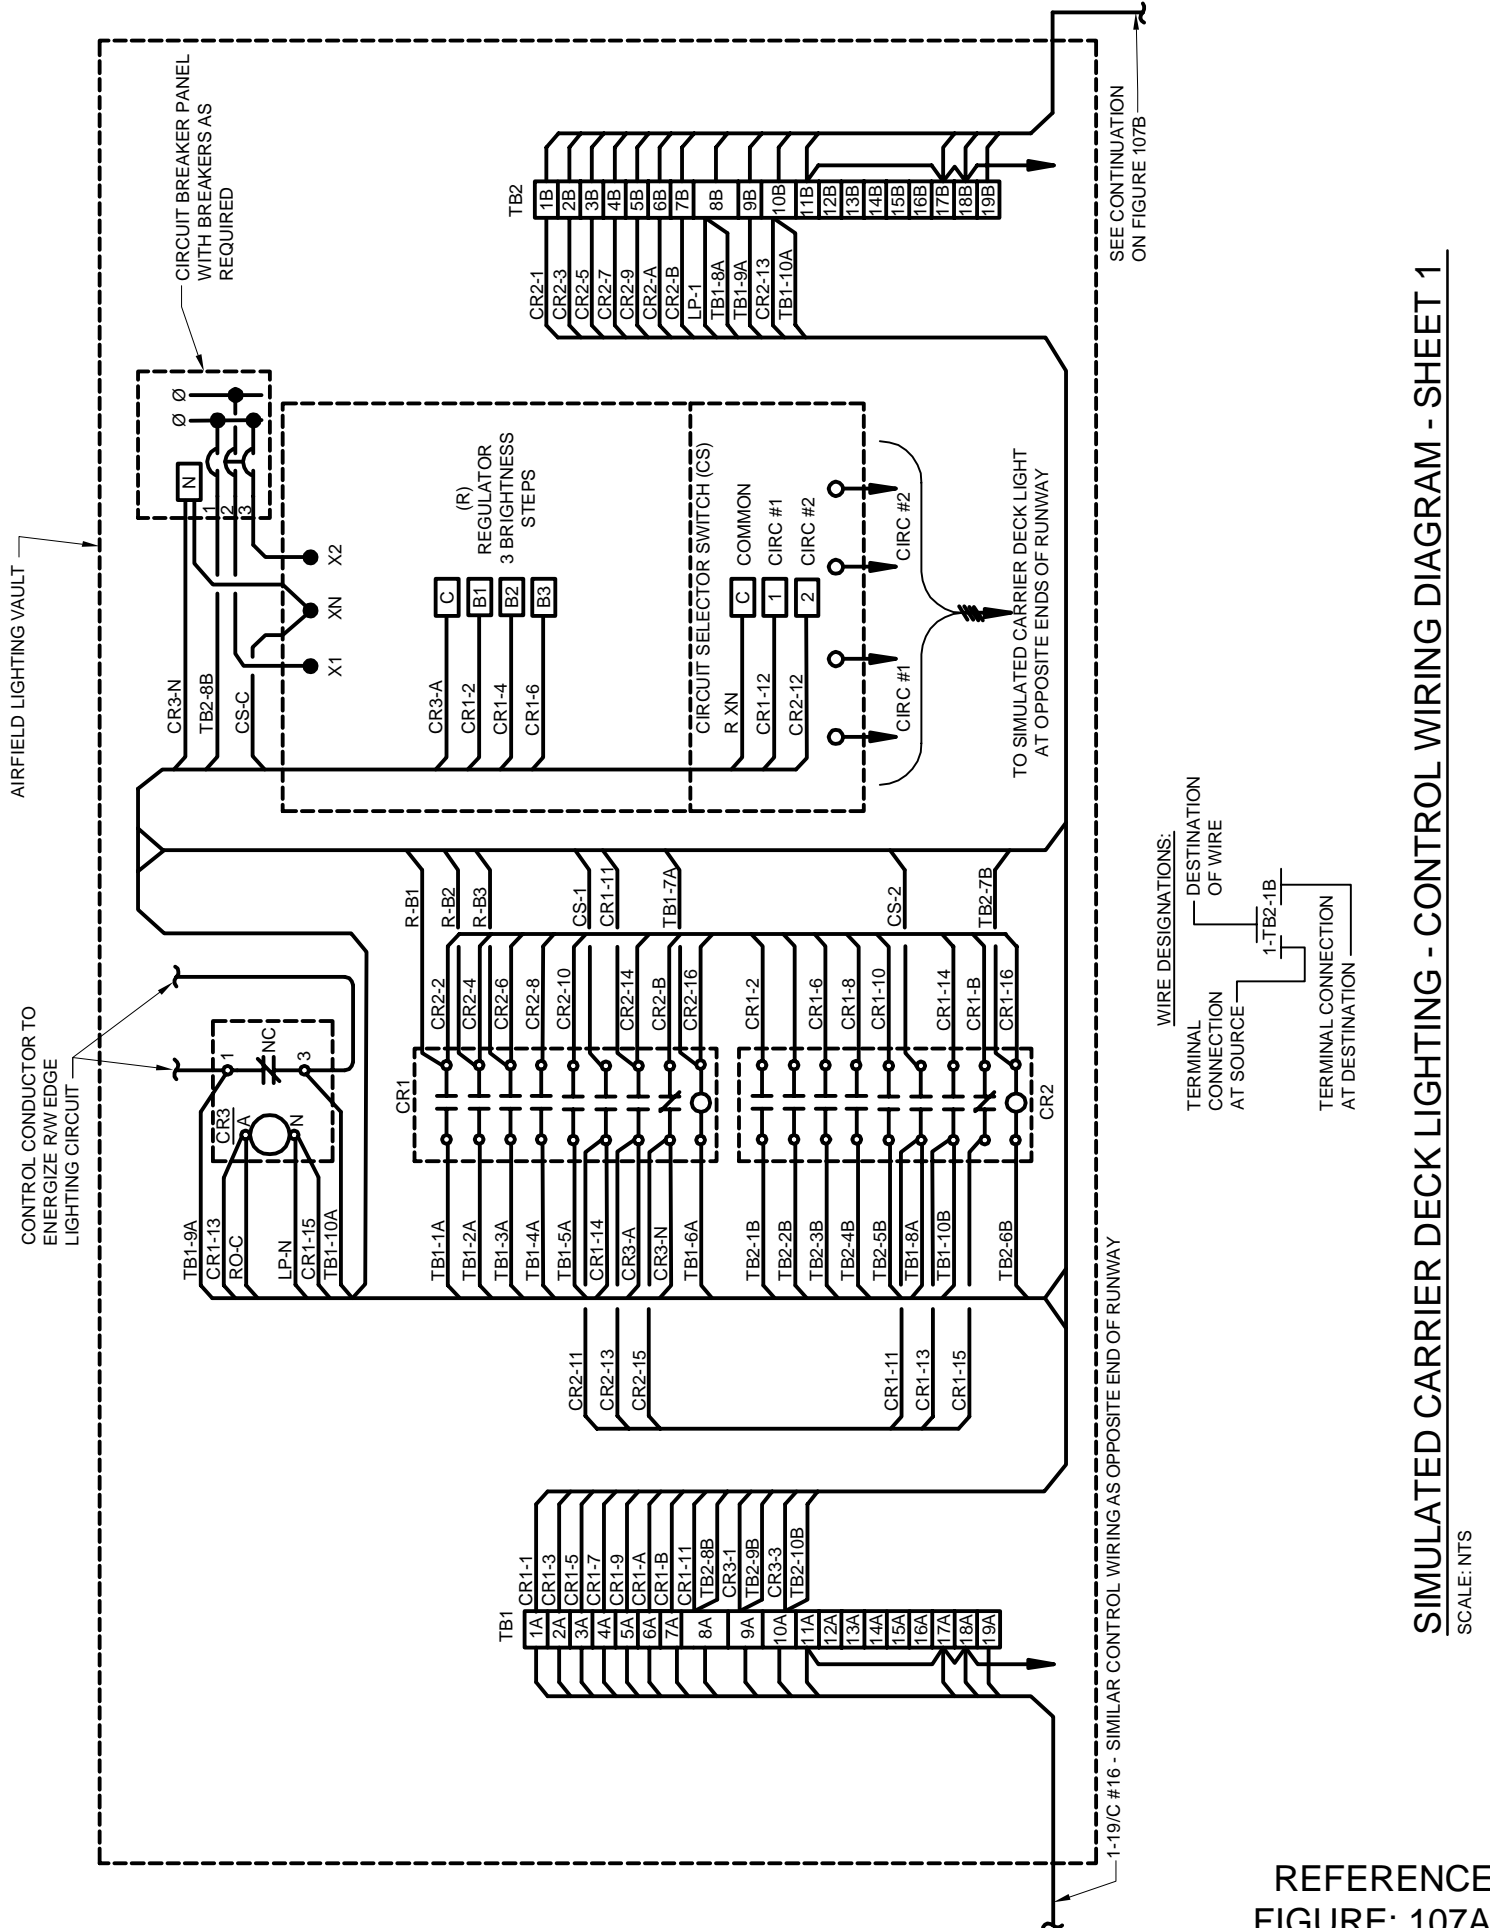 AIRFIELD LIGHTING VAULT
CONTROL CONDUCTOR TO
ENERGIZE R/W EDGE
LIGHTING CIRCUIT
CIRCUIT BREAKER PANEL
WITH BREAKERS AS
REQUIRED
Ø
Ø
N
1
2
3
CR3-N
TB2-8B
CS-C
X1
XN
X2
(R)
REGULATOR
3 BRIGHTNESS
STEPS
C
B1
B2
B3
CR3-A
CR1-2
CR1-4
CR1-6
CIRCUIT SELECTOR SWITCH (CS)
R XN
CR1-12
CR2-12
C
1
2
COMMON
CIRC #1
CIRC #2
CIRC #1
CIRC #2
TO SIMULATED CARRIER DECK LIGHT
AT OPPOSITE ENDS OF RUNWAY
CR3
A
N
1
NC
3
TB1-9A
CR1-13
RO-C
LP-N
CR1-15
TB1-10A
R-B1
R-B2
R-B3
CS-1
CR1-11
TB1-7A
CS-2
TB2-7B
CR1
CR2-2
CR2-4
CR2-6
CR2-8
CR2-10
CR2-14
CR2-B
CR2-16
TB1-1A
TB1-2A
TB1-3A
TB1-4A
TB1-5A
CR1-14
CR3-A
CR3-N
TB1-6A
CR2
CR1-2
CR1-6
CR1-8
CR1-10
CR1-14
CR1-B
CR1-16
TB2-1B
TB2-2B
TB2-3B
TB2-4B
TB2-5B
TB1-8A
TB1-10B
TB2-6B
CR2-11
CR2-13
CR2-15
CR1-11
CR1-13
CR1-15
TB1
CR1-1
CR1-3
CR1-5
CR1-7
CR1-9
CR1-A
CR1-B
CR1-11
TB2-8B
CR3-1
TB2-9B
CR3-3
TB2-10B
1A
2A
3A
4A
5A
6A
7A
8A
9A
10A
11A
12A
13A
14A
15A
16A
17A
18A
19A
TB2
CR2-1
CR2-3
CR2-5
CR2-7
CR2-9
CR2-A
CR2-B
LP-1
TB1-8A
TB1-9A
CR2-13
TB1-10A
1B
2B
3B
4B
5B
6B
7B
8B
9B
10B
11B
12B
13B
14B
15B
16B
17B
18B
19B
SEE CONTINUATION
ON FIGURE 107B
1-19/C #16 - SIMILAR CONTROL WIRING AS OPPOSITE END OF RUNWAY
WIRE DESIGNATIONS:
TERMINAL
CONNECTION
AT SOURCE
DESTINATION
OF WIRE
1-TB2-1B
TERMINAL CONNECTION
AT DESTINATION
SIMULATED CARRIER DECK LIGHTING - CONTROL WIRING DIAGRAM - SHEET 1
SCALE: NTS
REFERENCE
FIGURE: 107A